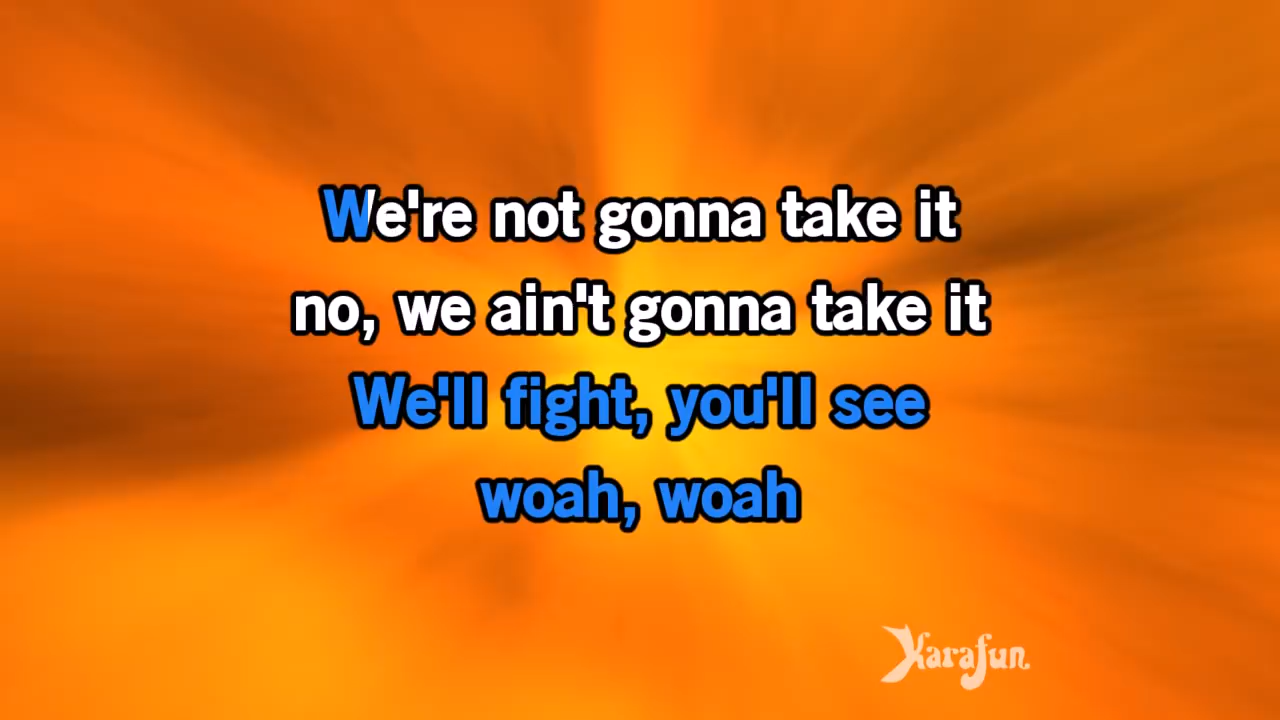 We're not gonna take it
no, we ain't gonna take it
We'll fight, you'll see
woah, woah
Karafun